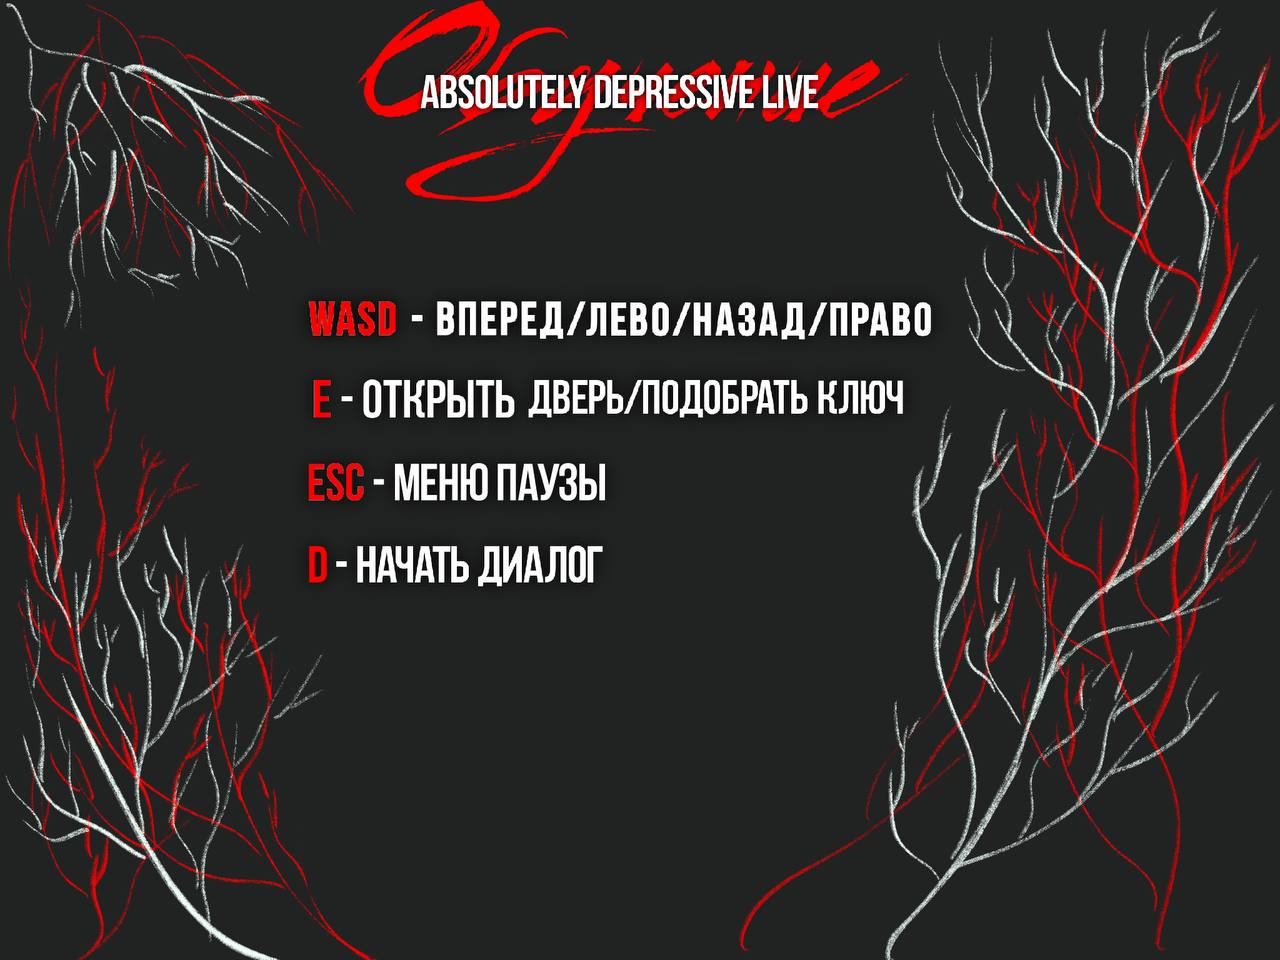 Обучение
ABSOLUTELY DEPRESSIVE LIVE
WASD - ВПЕРЕД/ЛЕВО/НАЗАД/ПРАВО
E - ОТКРЫТЬ ДВЕРЬ/ПОДОБРАТЬ КЛЮЧ
ESC - МЕНЮ ПАУЗЫ
D - НАЧАТЬ ДИАЛОГ